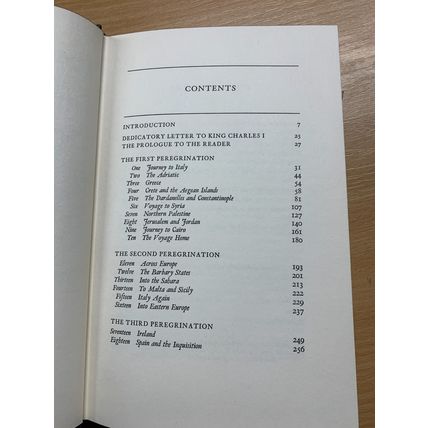 CONTENTS
INTRODUCTION 7
DEDICATORY LETTER TO KING CHARLES I 25
THE PROLOGUE TO THE READER 27
THE FIRST PEREGRINATION
One Journey to Italy 31
Two The Adriatic 44
Three Greece 54
Four Crete and the Aegean Islands 58
Five The Dardanelles and Constantinople 81
Six Voyage to Syria 107
Seven Northern Palestine 127
Eight Jerusalem and Jordan 140
Nine Journey to Cairo 161
Ten The Voyage Home 180
THE SECOND PEREGRINATION
Eleven Across Europe 193
Twelve The Barbary States 201
Thirteen Into the Sahara 213
Fourteen To Malta and Sicily 222
Fifteen Italy Again 229
Sixteen Into Eastern Europe 237
THE THIRD PEREGRINATION
Seventeen Ireland 249
Eighteen Spain and the Inquisition 256